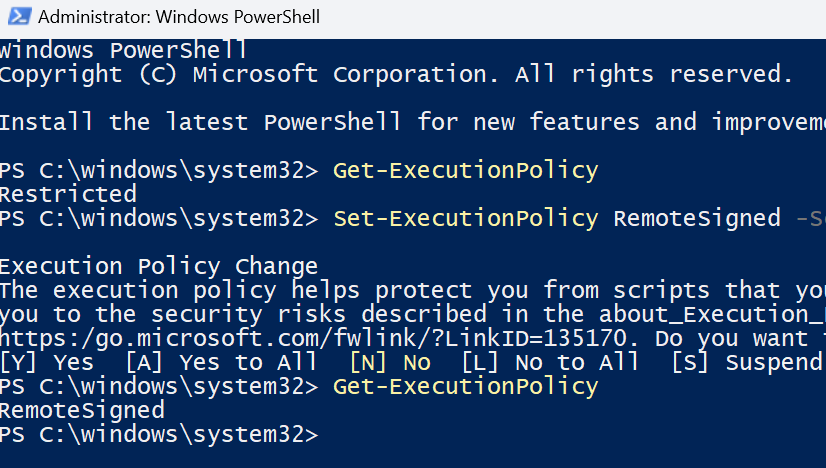 Administrator: Windows PowerShell
Windows PowerShell
Copyright (C) Microsoft Corporation. All rights reserved.
Install the latest PowerShell for new features and
PS C:\windows\system32> Get-ExecutionPolicy
Restricted
PS C:\windows\system32> Set-ExecutionPolicy RemoteSigned
Execution Policy Change
The execution policy helps protect you from scripts that
you to the security risks described in the
https:/go.microsoft.com/fwlink/?LinkID=135170. Do you want
[Y] Yes [A] Yes to All [N] No [L] No to All [S] Suspend
PS C:\windows\system32> Get-ExecutionPolicy
RemoteSigned
PS C:\windows\system32>